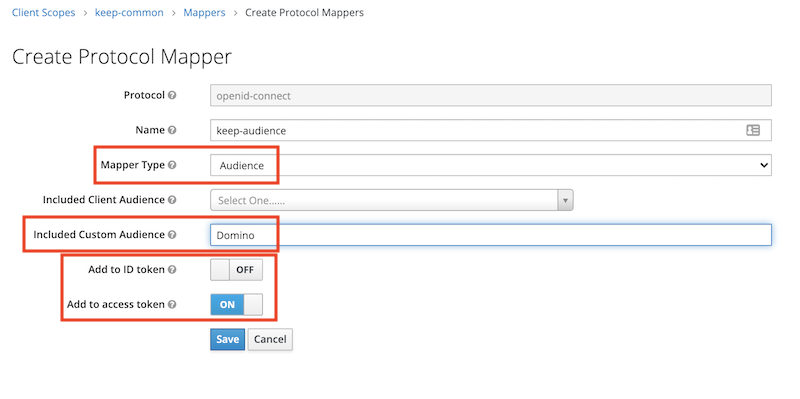 Client Scopes > keep-common > Mappers > Create Protocol Mappers
Create Protocol Mapper
Protocol openid-connect
Name keep-audience
Mapper Type Audience
Included Client Audience Select One......
Included Custom Audience Domino
Add to ID token OFF
Add to access token ON
Save Cancel